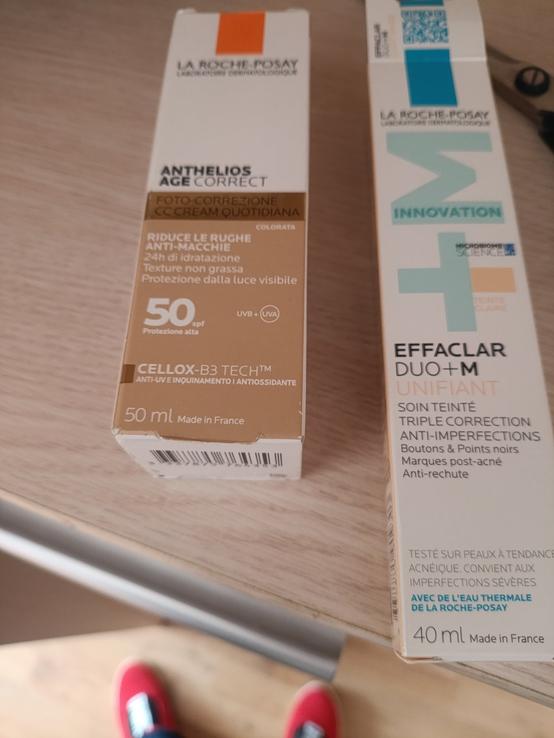 LA ROCHE-POSAY
LABORATOIRE DERMATOLOGIQUE
ANTHELIOS
AGE CORRECT
FOTO-CORREZIONE
CC CREAM QUOTIDIANA
COLORATA
RIDUCE LE RUGHE
ANTI-MACCHIE
24h di idratazione
Texture non grassa
Protezione dalla luce visibile
50 spf
Protezione alta
UVB + UVA
CELLOX-B3 TECH™
ANTI-UV E INQUINAMENTO I ANTIOSSIDANTE
50 ml Made in France
EFFACLAR
DUO+M
LA ROCHE-POSAY
LABORATOIRE DERMATOLOGIQUE
M
INNOVATION
+
MICROBIOME
SCIENCE
TEINTE
CLAIRE
EFFACLAR
DUO+M
UNIFIANT
SOIN TEINTÉ
TRIPLE CORRECTION
ANTI-IMPERFECTIONS
Boutons & Points noirs
Marques post-acné
Anti-rechute
TESTÉ SUR PEAUX À TENDANCE
ACNÉIQUE. CONVIENT AUX
IMPERFECTIONS SÉVÈRES.
AVEC DE L'EAU THERMALE
DE LA ROCHE-POSAY
40 ml Made in France